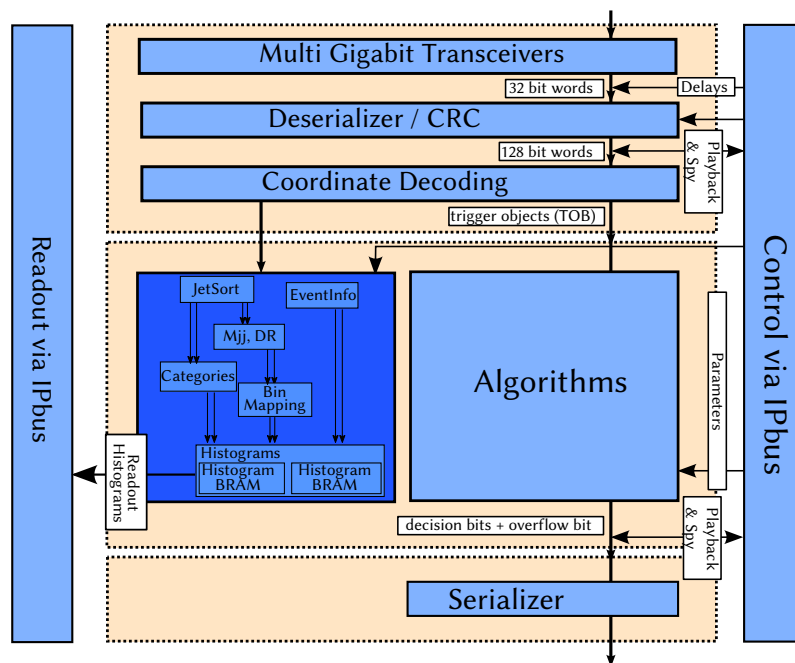 Multi Gigabit Transceivers
32 bit words
Delays
Deserializer / CRC
128 bit words
Playback
& Spy
Coordinate Decoding
trigger objects (TOB)
Readout via IPbus
Control via IPbus
JetSort
EventInfo
Mjj, DR
Categories
Bin
Mapping
Histograms
Histogram
BRAM
Histogram
BRAM
Algorithms
Parameters
Readout
Histograms
decision bits + overflow bit
Playback
& Spy
Serializer